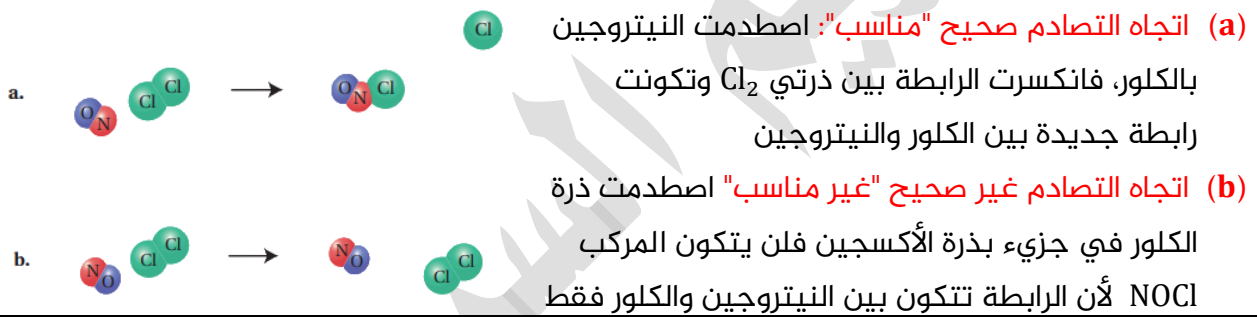 (a) اتجاه التصادم صحيح "مناسب": اصطدمت النيتروجين
بالكلور، فانكسرت الرابطة بين ذرتي Cl₂ وتكونت
رابطة جديدة بين الكلور والنيتروجين
(b) اتجاه التصادم غير صحيح "غير مناسب" اصطدمت ذرة
الكلور في جزيء بذرة الأكسجين فلن يتكون المركب
NOCl لأن الرابطة تتكون بين النيتروجين والكلور فقط
Cl
a. O N Cl Cl → O N Cl
b. N O Cl Cl → N O Cl Cl